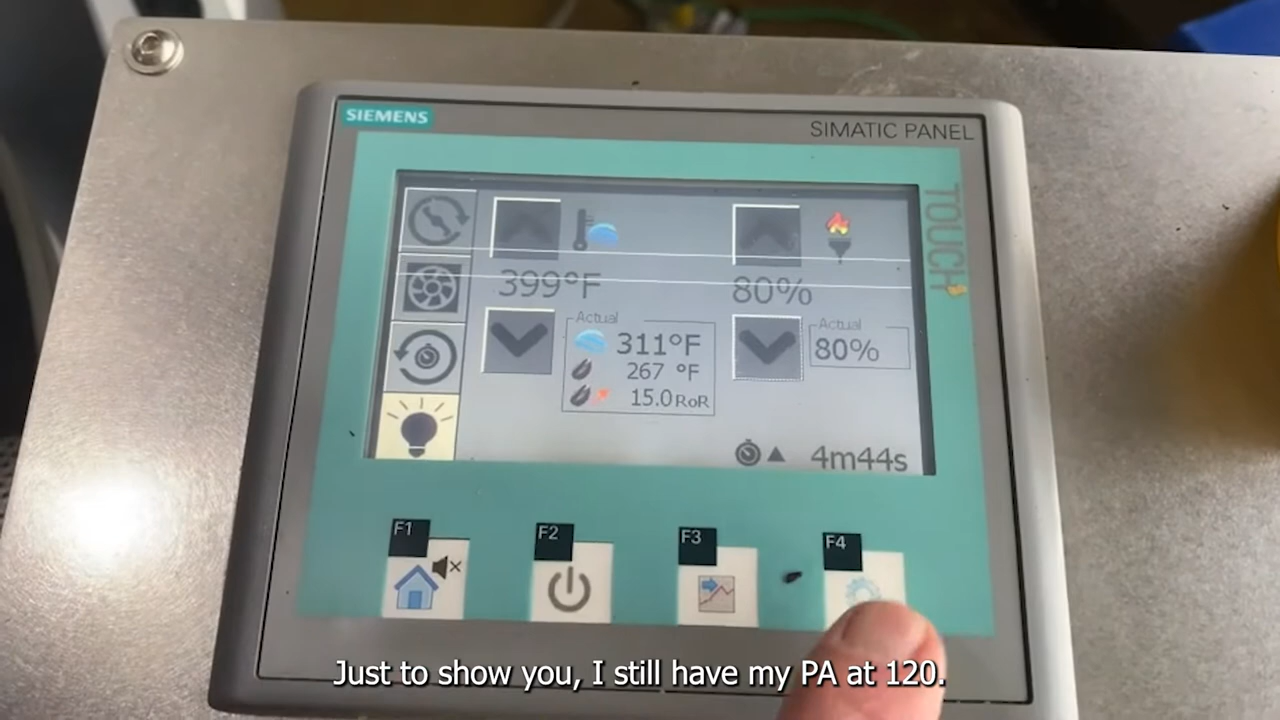 SIEMENS
SIMATIC PANEL
TOUCH
399°F
80%
Actual
311°F
267 °F
15.0 RoR
Actual
80%
4m44s
F1
F2
F3
F4
Just to show you, I still have my PA at 120.